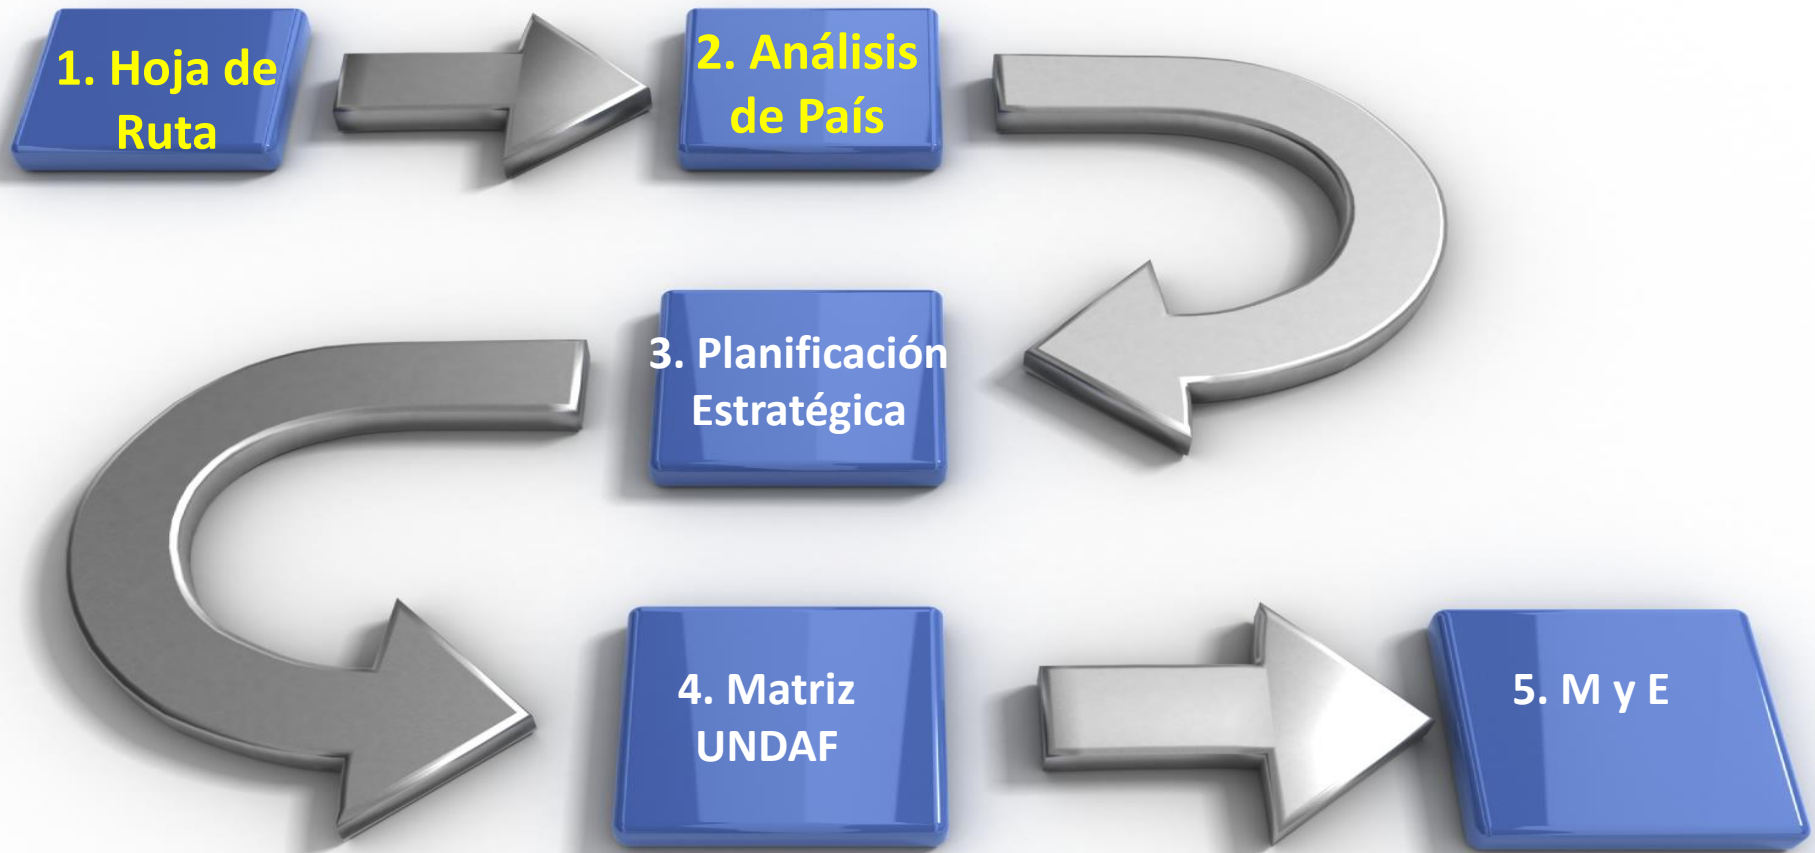 1. Hoja de
Ruta
2. Análisis
de País
3. Planificación
Estratégica
4. Matriz
UNDAF
5. M y E